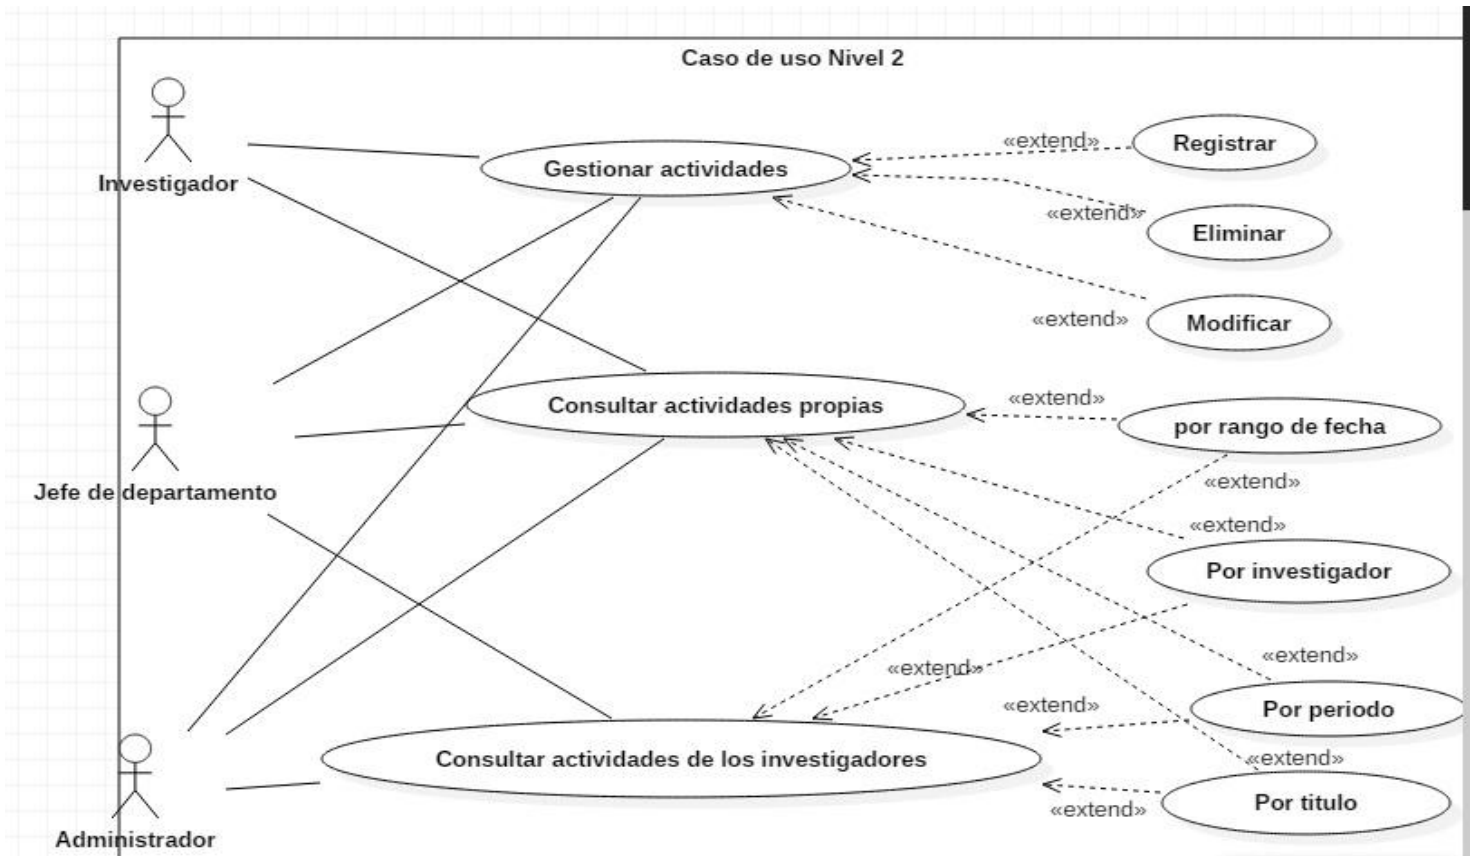 Caso de uso Nivel 2
«extend»
Registrar
Gestionar actividades
Investigador
«extend»
Eliminar
«extend»
Modificar
«extend»
Consultar actividades propias
por rango de fecha
«extend»
Jefe de departamento
«extend»
Por investigador
«extend»
«extend»
«extend»
Por periodo
Consultar actividades de los investigadores
«extend»
Por titulo
«extend»
Administrador